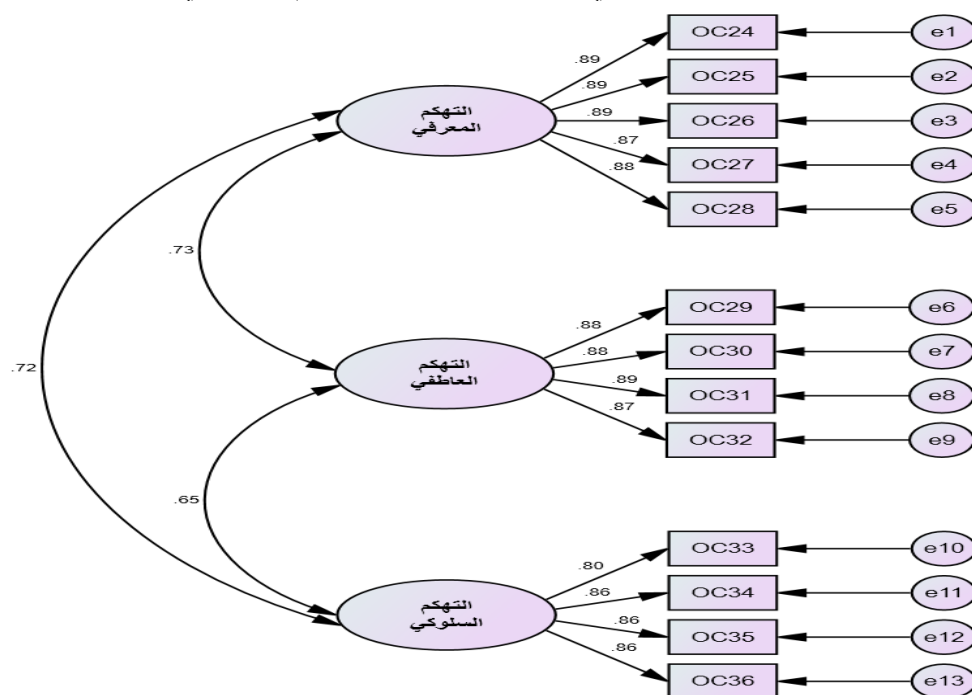 OC24
e1
.89
OC25
e2
.89
التهكم
المعرفي
.89
OC26
e3
.87
OC27
e4
.88
OC28
e5
.73
.72
OC29
e6
.88
OC30
e7
.88
التهكم
العاطفي
.89
OC31
e8
.87
OC32
e9
.65
OC33
e10
.80
OC34
e11
.86
التهكم
السلوكي
.86
OC35
e12
.86
OC36
e13